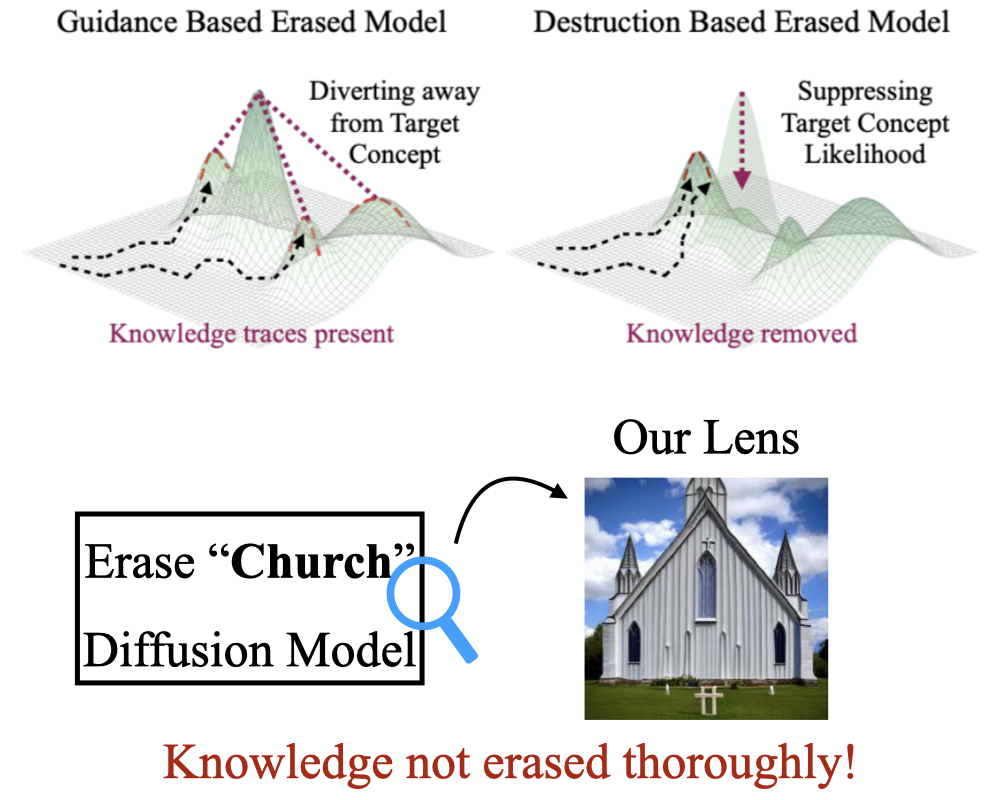 Guidance Based Erased Model
Destruction Based Erased Model
Diverting away
from Target
Concept
Suppressing
Target Concept
Likelihood
Knowledge traces present
Knowledge removed
Our Lens
Erase “Church”
Diffusion Model
Knowledge not erased thoroughly!